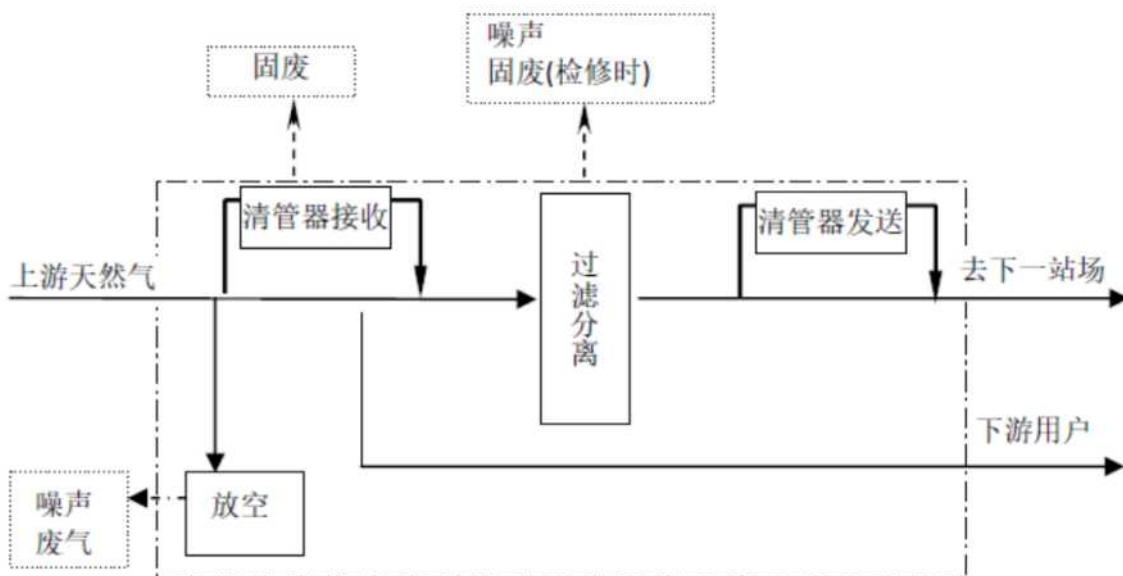 固废
噪声
固废(检修时)
清管器接收
清管器发送
上游天然气
过滤分离
去下一站场
下游用户
放空
噪声
废气